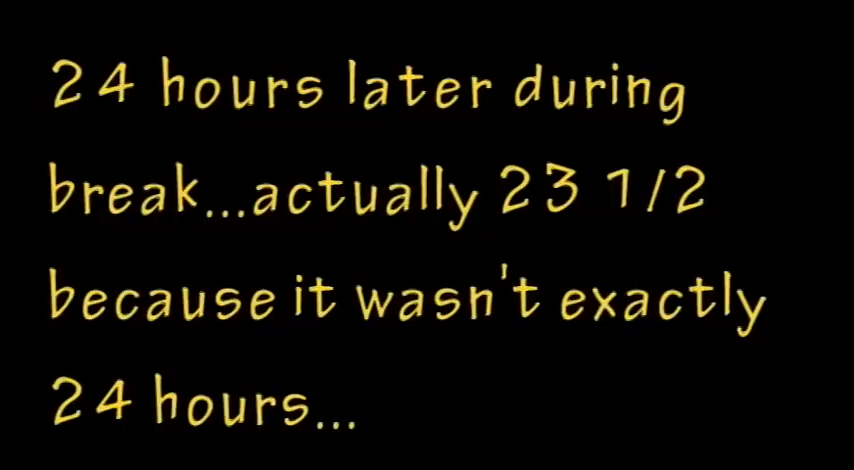 24 hours later during
break...actually 23 1/2
because it wasn't exactly
24 hours...